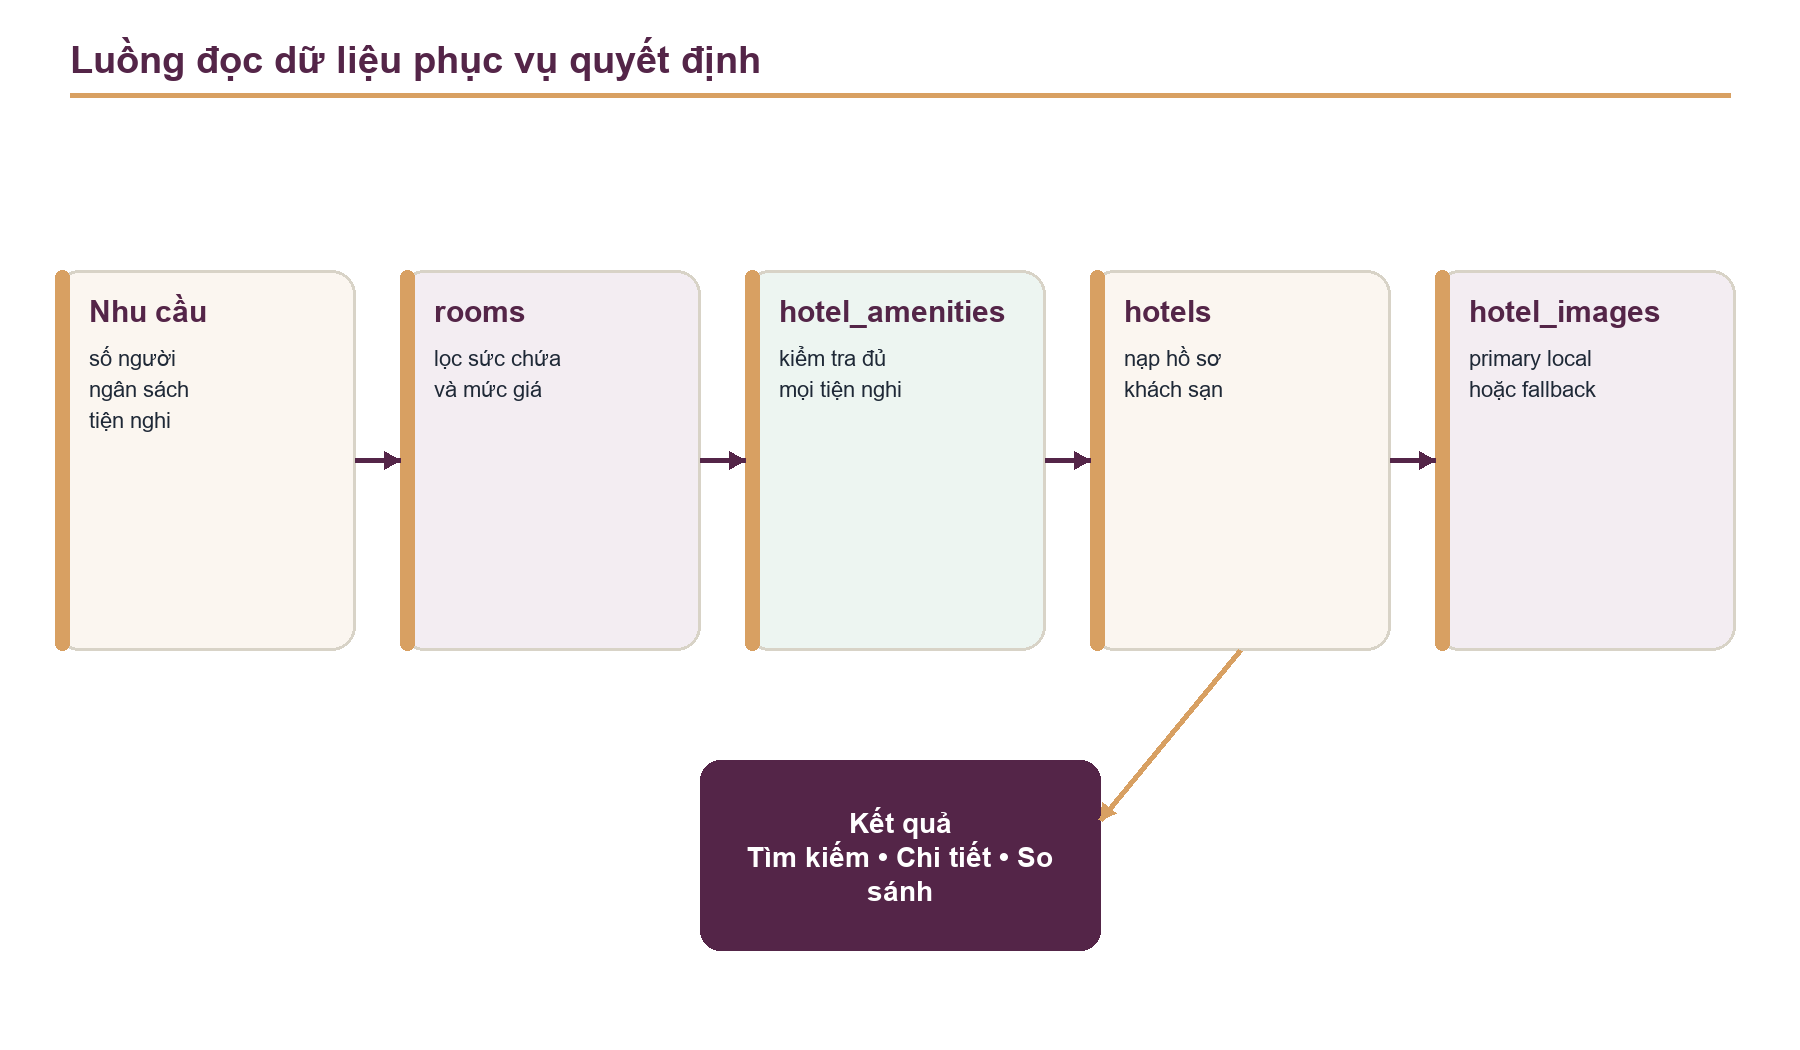 Luồng đọc dữ liệu phục vụ quyết định
Nhu cầu
số người
ngân sách
tiện nghi
rooms
lọc sức chứa
và mức giá
hotel_amenities
kiểm tra đủ
mọi tiện nghi
hotels
nạp hồ sơ
khách sạn
hotel_images
primary local
hoặc fallback
Kết quả
Tìm kiếm • Chi tiết • So
sánh